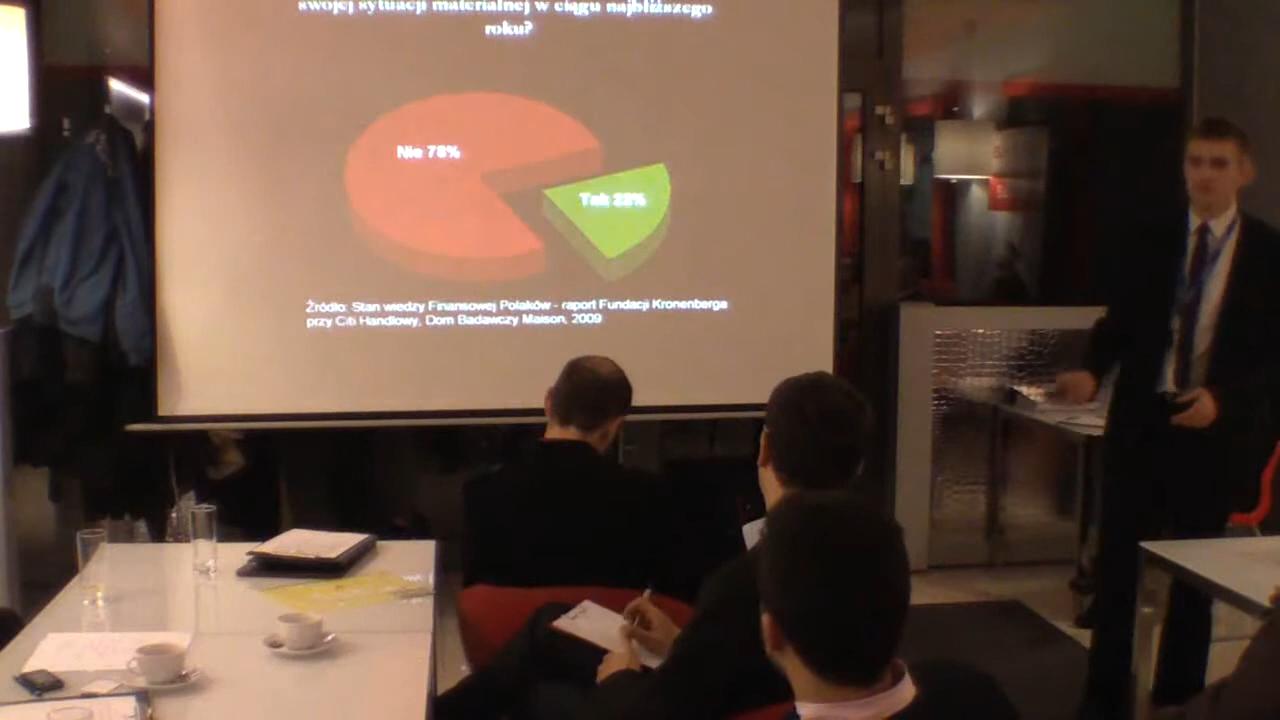 swojej sytuacji materialnej w ciągu najbliższego
roku?
Nie 78%
Tak 22%
Źródło: Stan wiedzy Finansowej Polaków - raport Fundacji Kronenberga
przy Citi Handlowy, Dom Badawczy Maison, 2009